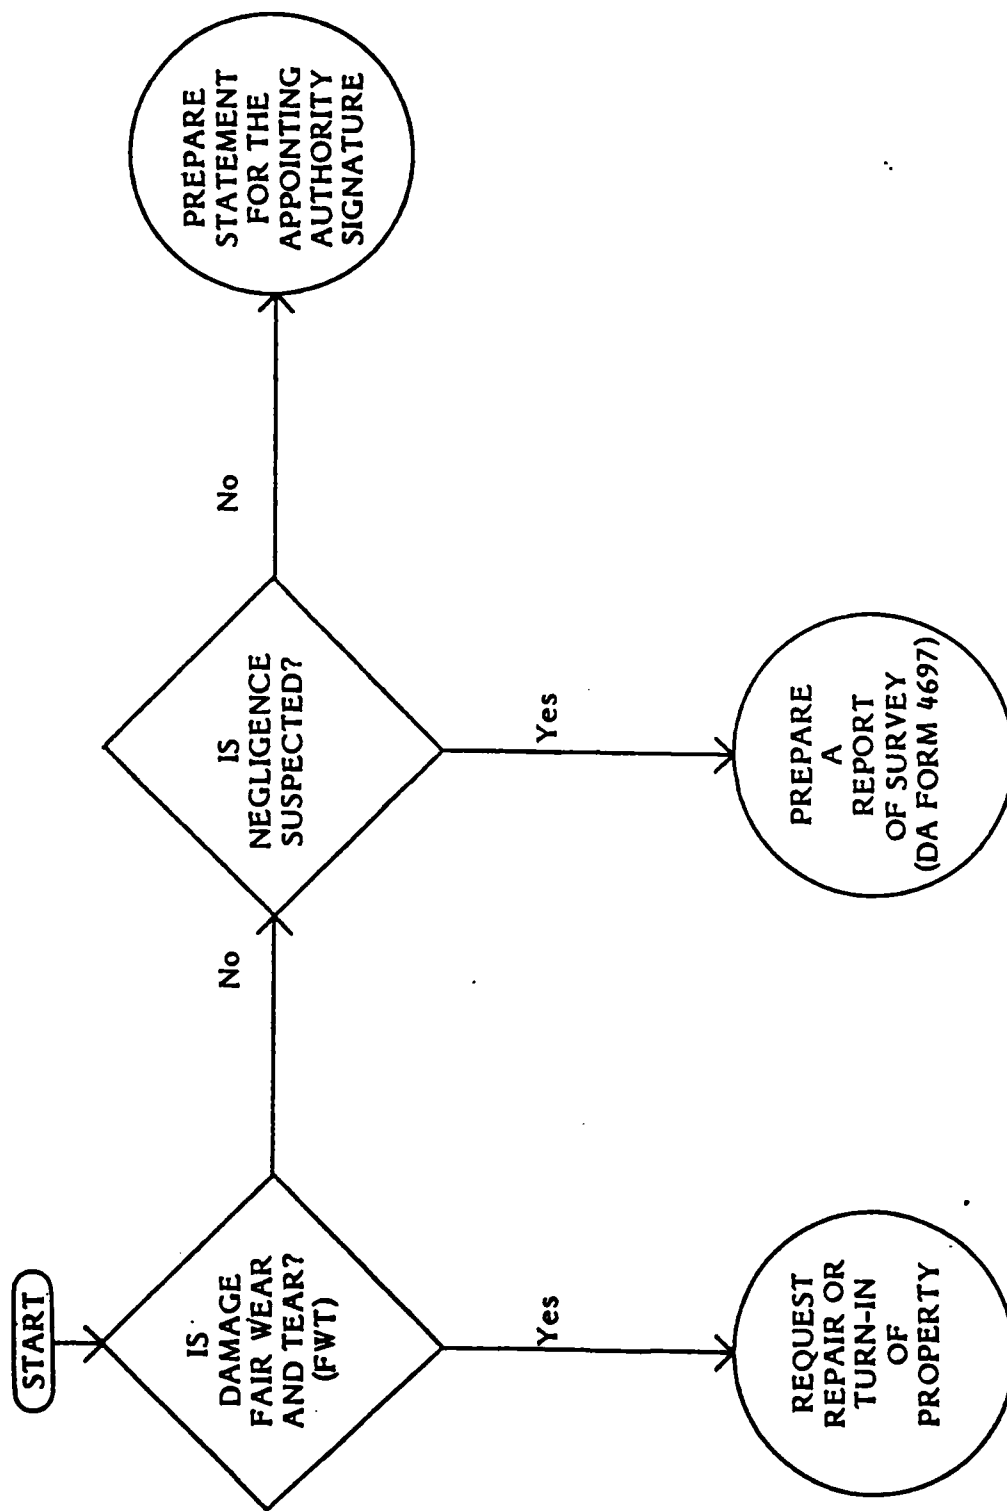 START
IS
DAMAGE
FAIR WEAR
AND TEAR?
(FWT)
No
Yes
REQUEST
REPAIR OR
TURN-IN
OF
PROPERTY
IS
NEGLIGENCE
SUSPECTED?
No
Yes
PREPARE
A
REPORT
OF SURVEY
(DA FORM 4697)
PREPARE
STATEMENT
FOR THE
APPOINTING
AUTHORITY
SIGNATURE